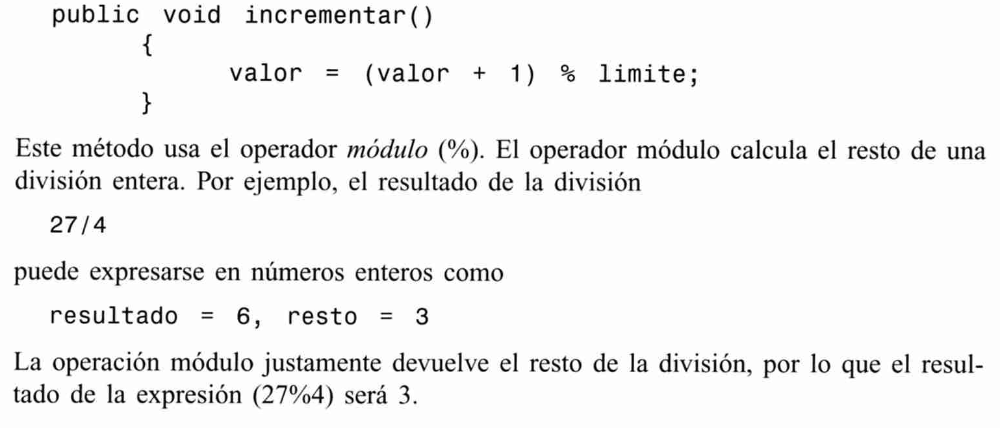 public void incrementar()
{
valor = (valor + 1) % limite;
}
Este método usa el operador módulo (%). El operador módulo calcula el resto de una
división entera. Por ejemplo, el resultado de la división
27/4
puede expresarse en números enteros como
resultado = 6, resto = 3
La operación módulo justamente devuelve el resto de la división, por lo que el resul-
tado de la expresión (27%4) será 3.